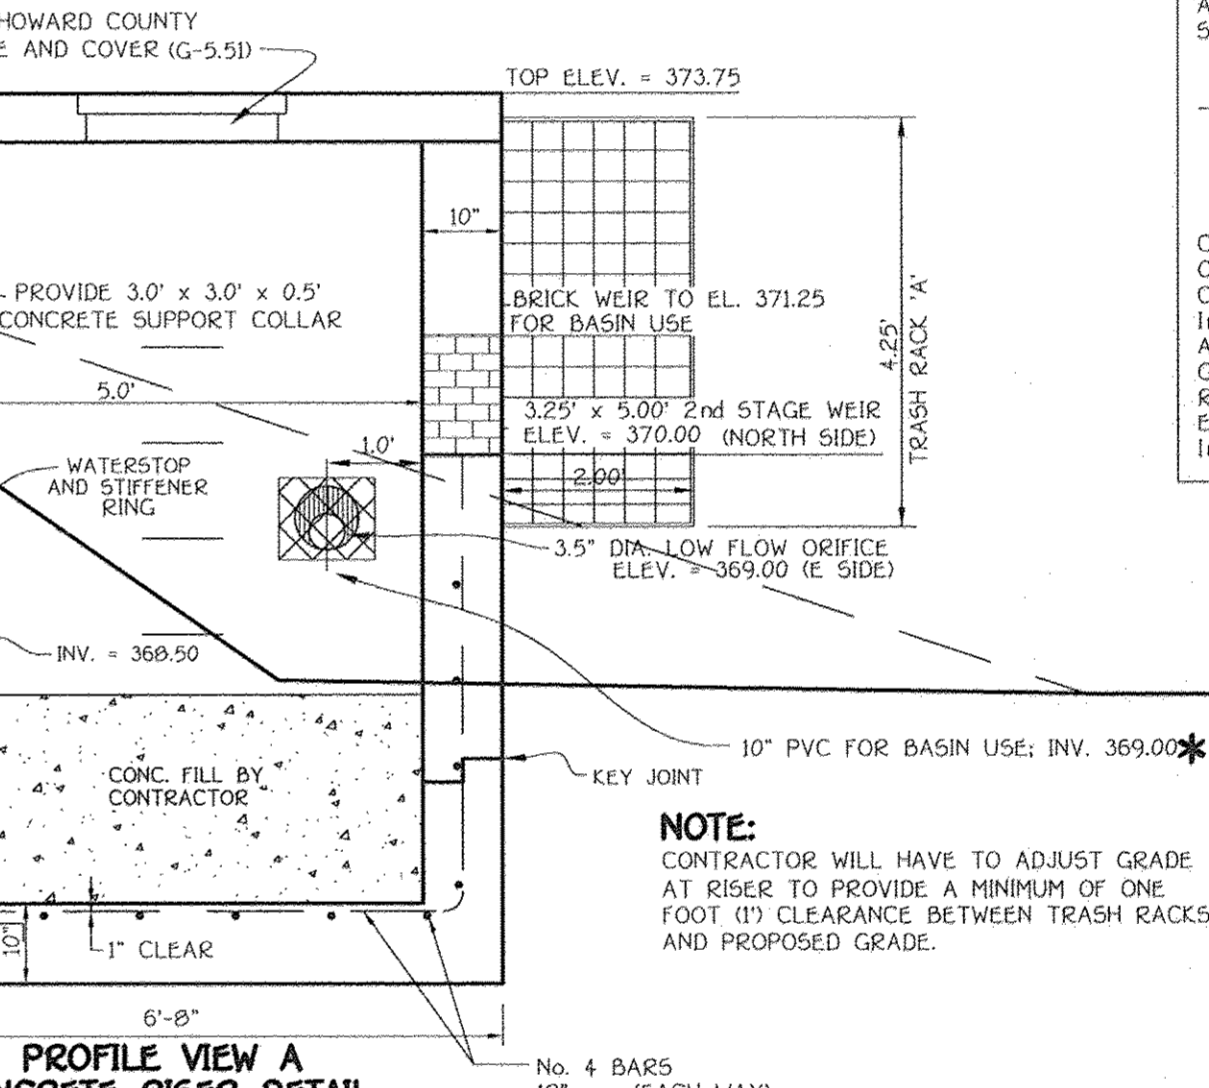 HOWARD COUNTY
AND COVER (G-5.51)
TOP ELEV. = 373.75
10"
PROVIDE 3.0' x 3.0' x 0.5'
CONCRETE SUPPORT COLLAR
BRICK WEIR TO EL. 371.25
FOR BASIN USE
4.25'
TRASH RACK 'A'
5.0'
3.25' x 5.00' 2nd STAGE WEIR
ELEV. = 370.00 (NORTH SIDE)
1.0'
WATERSTOP
AND STIFFENER
RING
2.00'
3.5" DIA. LOW FLOW ORIFICE
ELEV. = 369.00 (E SIDE)
INV. = 368.50
10" PVC FOR BASIN USE; INV. 369.00*
KEY JOINT
CONC. FILL BY
CONTRACTOR
NOTE:
CONTRACTOR WILL HAVE TO ADJUST GRADE
AT RISER TO PROVIDE A MINIMUM OF ONE
FOOT (1') CLEARANCE BETWEEN TRASH RACKS
AND PROPOSED GRADE.
10"
1" CLEAR
6'-8"
PROFILE VIEW A
RISER DETAIL
No. 4 BARS
(EACH WAY)